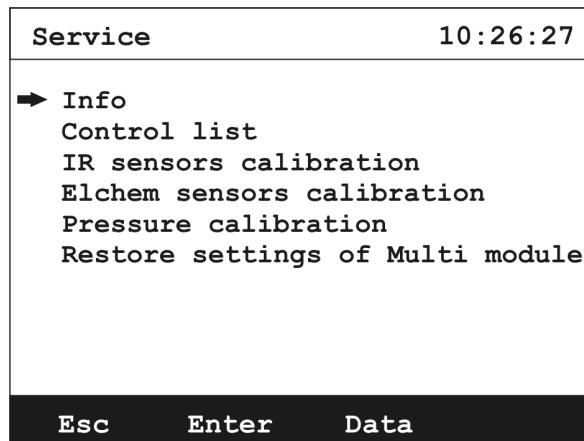 Service 10:26:27
Info
Control list
IR sensors calibration
Elchem sensors calibration
Pressure calibration
Restore settings of Multi module
Esc Enter Data